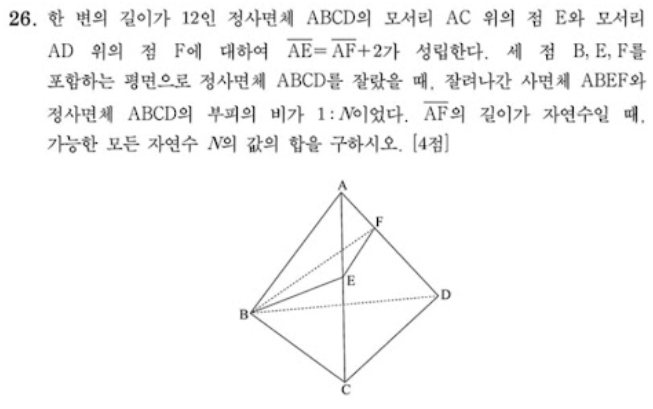 26. 한 변의 길이가 12인 정사면체 ABCD의 모서리 AC 위의 점 E와 모서리
AD 위의 점 F에 대하여 A͞E͞=A͞F͞+2가 성립한다. 세 점 B, E, F를
포함하는 평면으로 정사면체 ABCD를 잘랐을 때, 잘려나간 사면체 ABEF와
정사면체 ABCD의 부피의 비가 1:N이었다. A͞F͞의 길이가 자연수일 때,
가능한 모든 자연수 N의 값의 합을 구하시오. [4점]
A
F
E
D
B
C